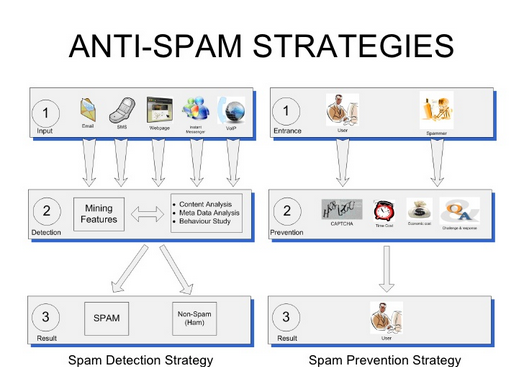 ANTI-SPAM STRATEGIES
1
Input
Email
SMS
Webpage
Instant
Messenger
VoIP
2
Detection
Mining
Features
• Content Analysis
• Meta Data Analysis
• Behaviour Study
3
Result
SPAM
Non-Spam
(Ham)
Spam Detection Strategy
1
Entrance
User
Spammer
2
Prevention
CAPTCHA
Time Cost
Economic cost
Challenge & response
Q
A
3
Result
User
Spam Prevention Strategy